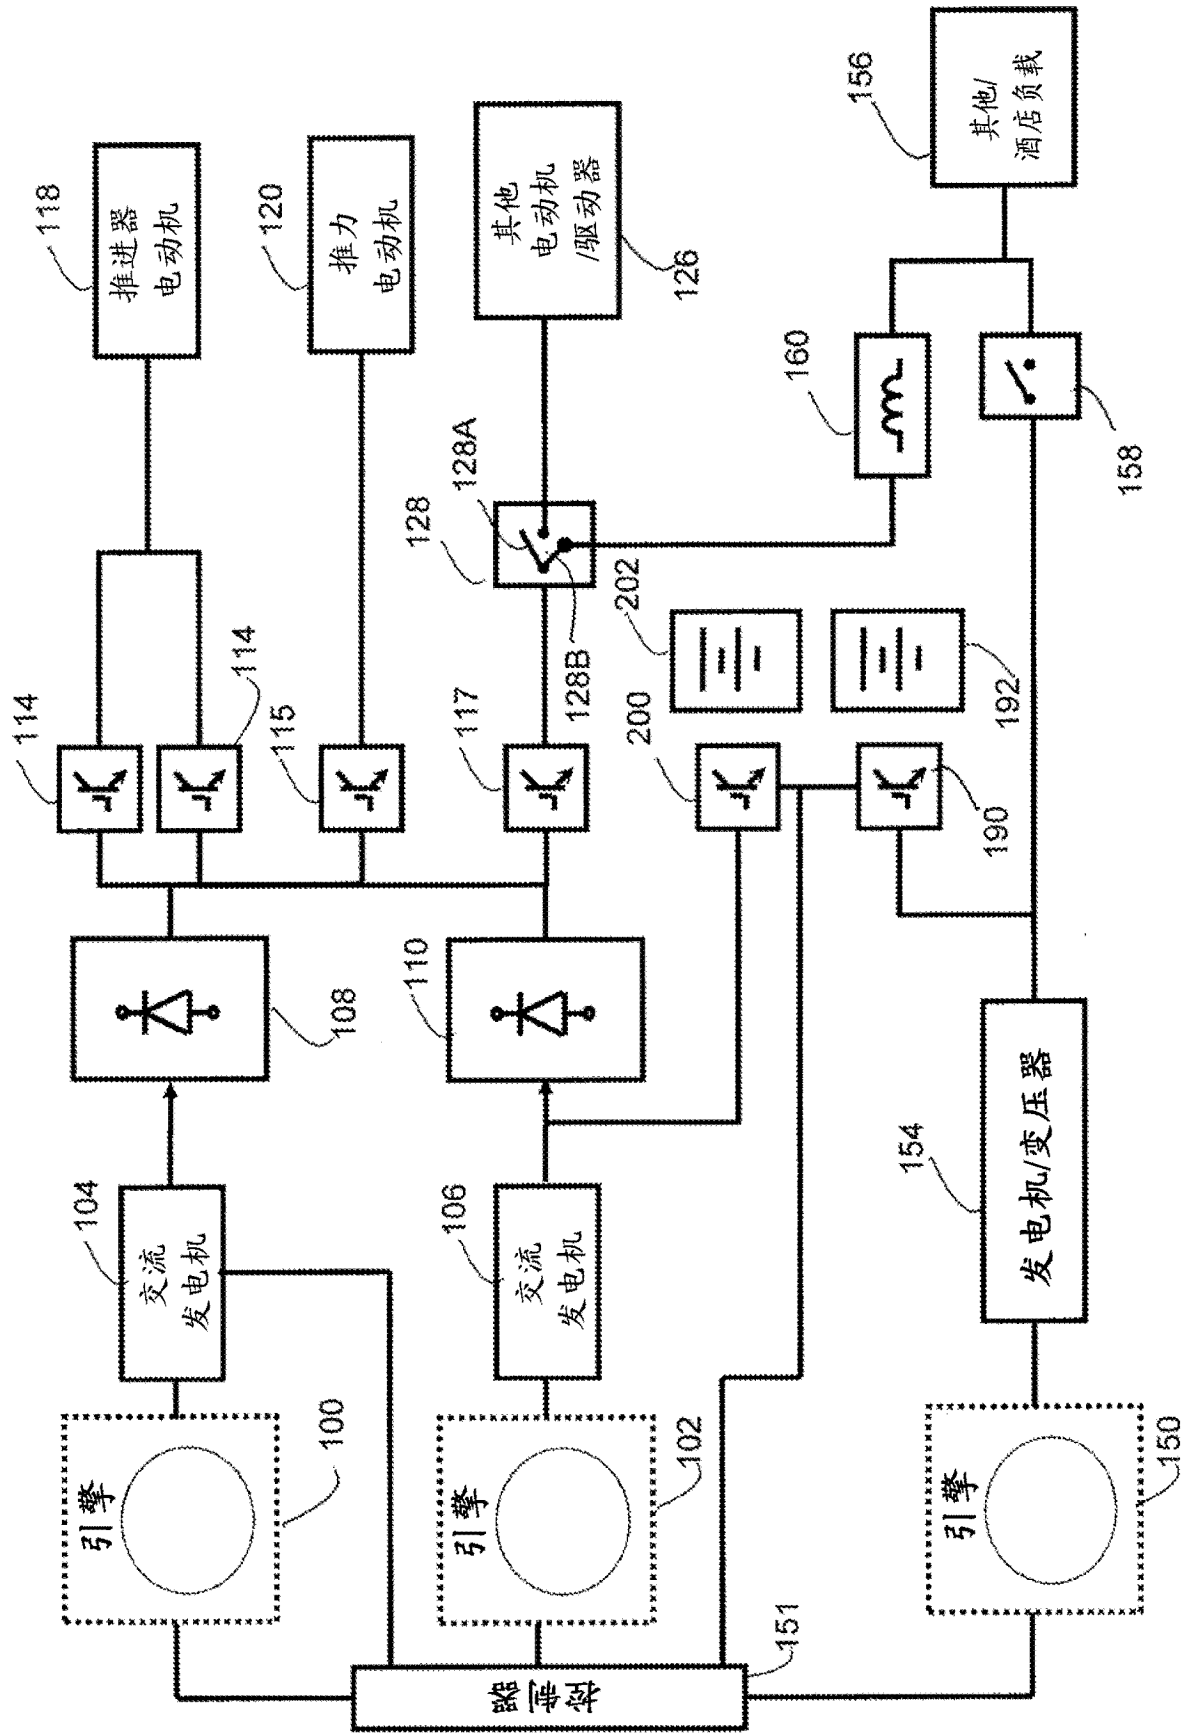 118
推进器
电动机
120
推力
电动机
其他
电动机
/驱动器
126
156
其他/
酒店负载
128
128A
128B
160
158
114
114
115
117
200
202
190
192
108
110
104
交流
发电机
106
交流
发电机
154
发电机/变压器
引擎
100
引擎
102
引擎
150
控制器
151